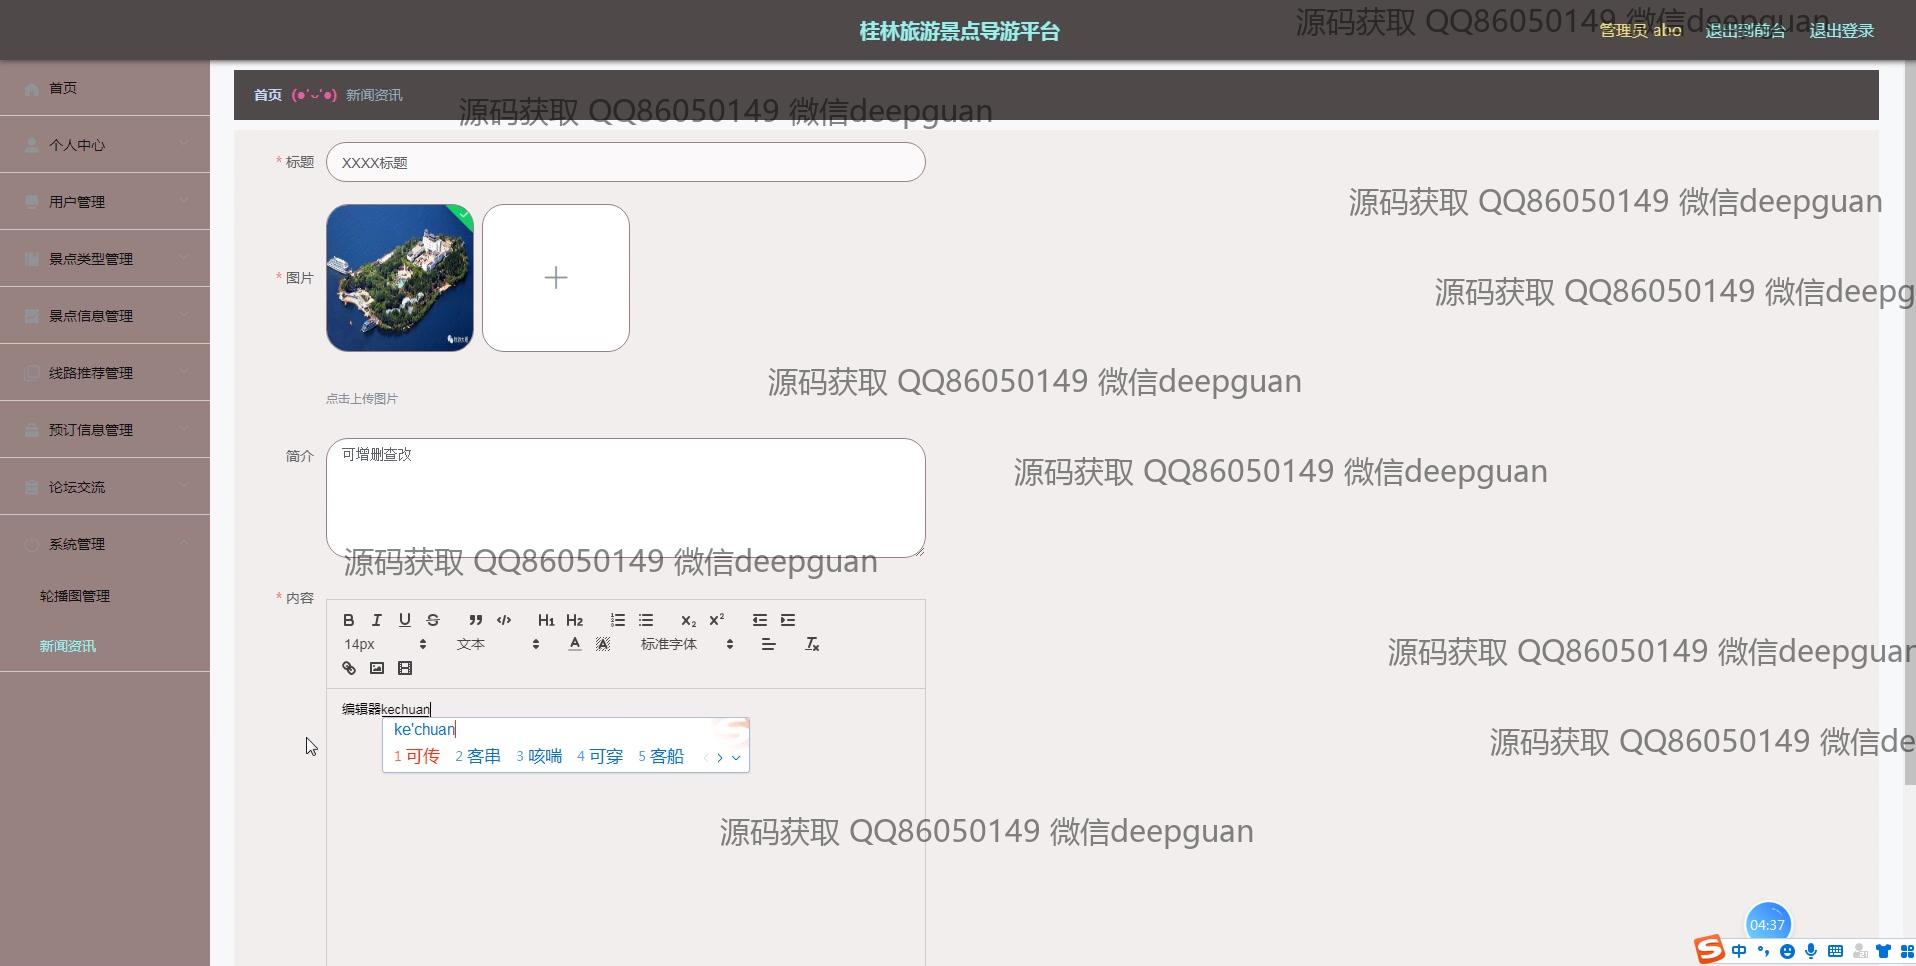 桂林旅游景点导游平台
源码获取 QQ86050149 微信deepguan
管理员 abo 退出到前台 退出登录
首页
个人中心
用户管理
景点类型管理
景点信息管理
线路推荐管理
预订信息管理
论坛交流
系统管理
轮播图管理
新闻资讯
首页 (●'◡'●) 新闻资讯
源码获取 QQ86050149 微信deepguan
* 标题 XXXX标题
源码获取 QQ86050149 微信deepguan
* 图片
源码获取 QQ86050149 微信deepg
源码获取 QQ86050149 微信deepguan
点击上传图片
简介 可增删查改
源码获取 QQ86050149 微信deepguan
源码获取 QQ86050149 微信deepguan
* 内容
B I U S H1 H2 x2 x2
14px 文本 A A 标准字体 Tx
源码获取 QQ86050149 微信deepguan
编辑器kechuan
ke'chuan
1 可传 2 客串 3 咳喘 4 可穿 5 客船
源码获取 QQ86050149 微信de
源码获取 QQ86050149 微信deepguan
04:37
中